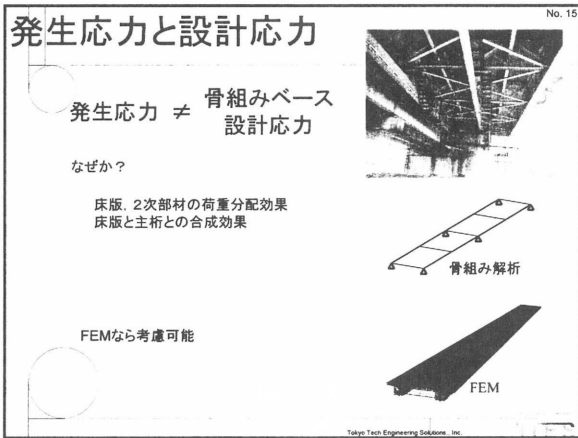 No. 15
発生応力と設計応力
発生応力 ≠ 骨組みベース
設計応力
なぜか？
床版．2次部材の荷重分配効果
床版と主桁との合成効果
骨組み解析
FEMなら考慮可能
FEM
Tokyo Tech Engineering Solutions., Inc.